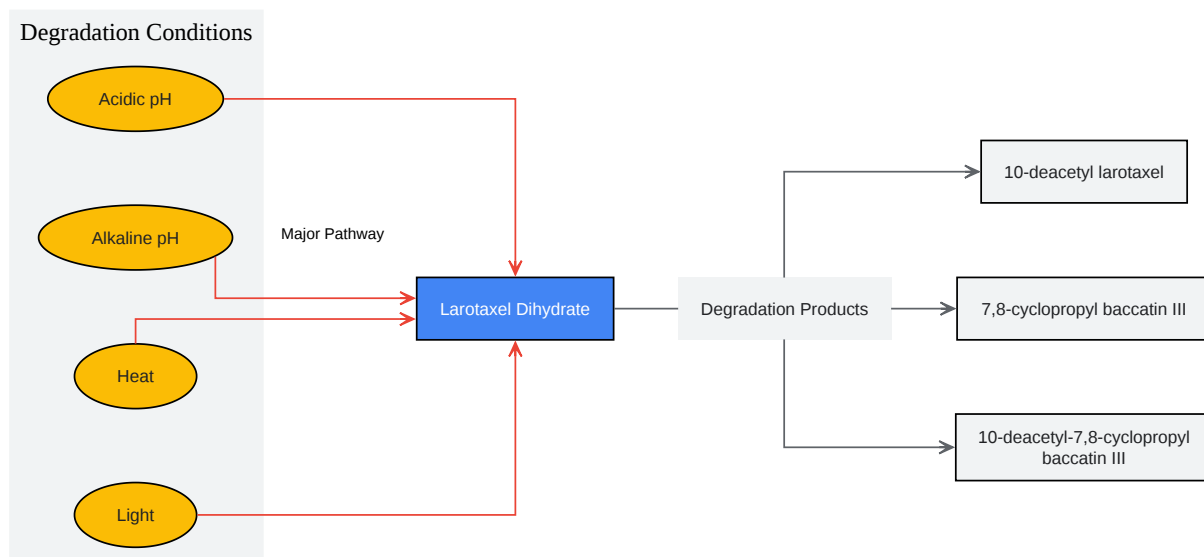 Degradation Conditions
Acidic pH
Alkaline pH
Major Pathway
Heat
Light
Larotaxel Dihydrate
Degradation Products
10-deacetyl larotaxel
7,8-cyclopropyl baccatin III
10-deacetyl-7,8-cyclopropyl
baccatin III